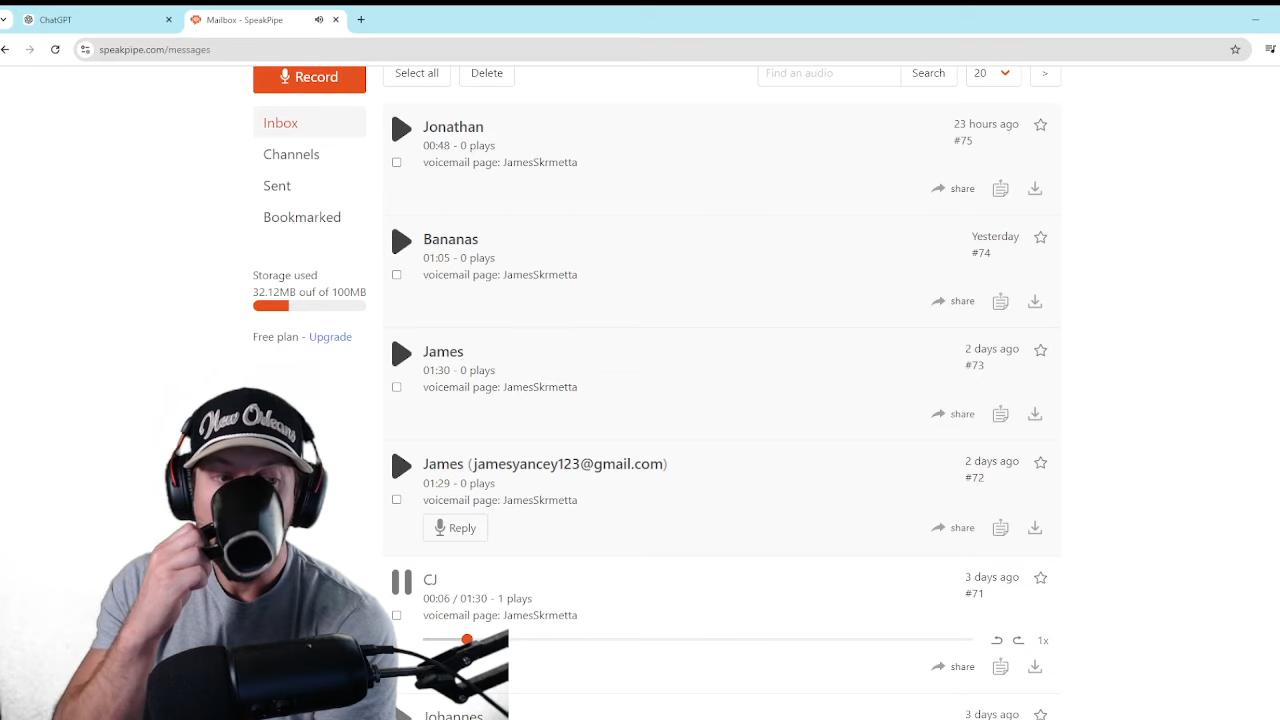 ChatGPT
Mailbox - SpeakPipe
speakpipe.com/messages
Record
Select all
Delete
Find an audio
Search
20
>
Inbox
Channels
Sent
Bookmarked
Storage used
32.12MB ouf of 100MB
Free plan - Upgrade
Jonathan
00:48 - 0 plays
voicemail page: JamesSkrmetta
23 hours ago
#75
share
Bananas
01:05 - 0 plays
voicemail page: JamesSkrmetta
Yesterday
#74
share
James
01:30 - 0 plays
voicemail page: JamesSkrmetta
2 days ago
#73
share
James (jamesyancey123@gmail.com)
01:29 - 0 plays
voicemail page: JamesSkrmetta
Reply
2 days ago
#72
share
CJ
00:06 / 01:30 - 1 plays
voicemail page: JamesSkrmetta
3 days ago
#71
1x
share
Johannes
3 days ago
New Orleans